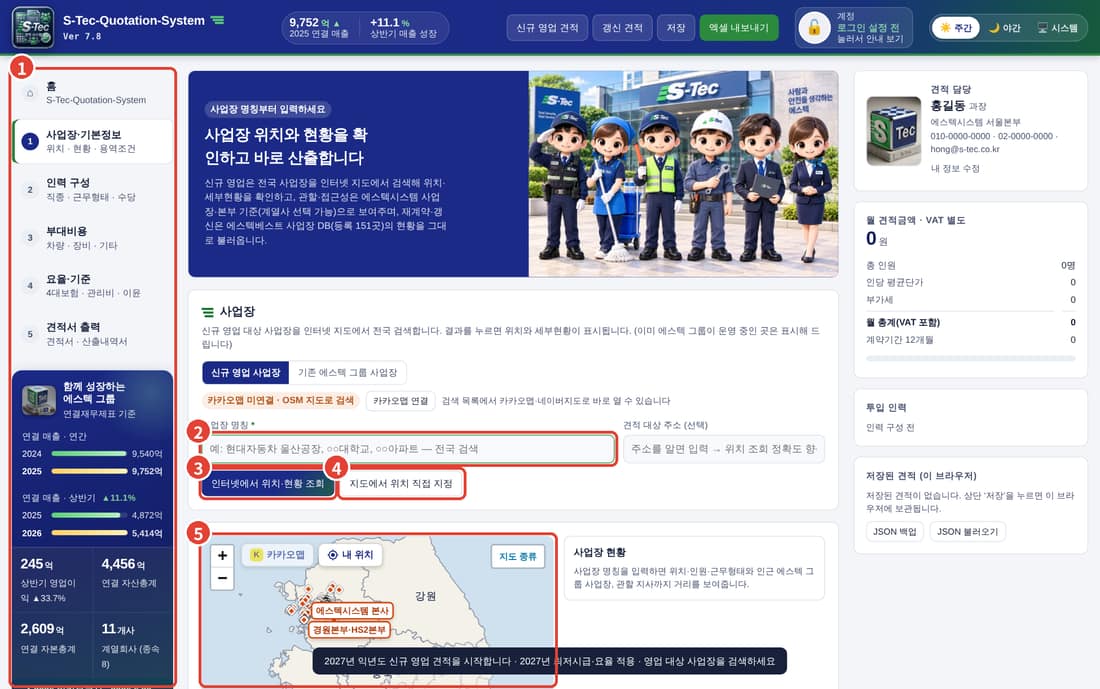 S-Tec
S-Tec-Quotation-System
Ver 7.8
9,752 억 ▲
2025 연결 매출
+11.1 %
상반기 매출 성장
신규 영업 견적
갱신 견적
저장
엑셀 내보내기
계정
로그인 설정 전
눌러서 안내 보기
주간
야간
시스템
1
홈
S-Tec-Quotation-System
1
사업장·기본정보
위치 · 현황 · 용역조건
2
인력 구성
직종 · 근무형태 · 수당
3
부대비용
차량 · 장비 · 기타
4
요율·기준
4대보험 · 관리비 · 이윤
5
견적서 출력
견적서 · 산출내역서
함께 성장하는
에스텍 그룹
연결재무제표 기준
연결 매출 · 연간
2024 9,540억
2025 9,752억
연결 매출 · 상반기 ▲11.1%
2025 4,872억
2026 5,414억
245억
상반기 영업이
익 ▲33.7%
4,456억
연결 자산총계
2,609억
연결 자본총계
11개사
계열회사 (종속
8)
사업장 명칭부터 입력하세요
사업장 위치와 현황을 확
인하고 바로 산출합니다
신규 영업은 전국 사업장을 인터넷 지도에서 검색해 위치·
세부현황을 확인하고, 관할·접근성은 에스텍시스템 사업
장·본부 기준(계열사 선택 가능)으로 보여주며, 재계약·갱
신은 에스텍베스트 사업장 DB(등록 151곳)의 현황을 그대
로 불러옵니다.
S-Tec
S-Tec
사람과
안전을 생각하는
에스텍
사업장
신규 영업 대상 사업장을 인터넷 지도에서 전국 검색합니다. 결과를 누르면 위치와 세부현황이 표시됩니다. (이미 에스텍 그룹이 운영 중인 곳은 표시해 드
립니다)
신규 영업 사업장
기존 에스텍 그룹 사업장
카카오맵 미연결 · OSM 지도로 검색
카카오맵 연결
검색 목록에서 카카오맵·네이버지도로 바로 열 수 있습니다
2
업장 명칭 *
견적 대상 주소 (선택)
예: 현대자동차 울산공장, ○○대학교, ○○아파트 — 전국 검색
주소를 알면 입력 → 위치 조회 정확도 향
3
인터넷에서 위치·현황 조회
4
지도에서 위치 직접 지정
5
+
−
K 카카오맵
내 위치
지도 종류
강원
에스텍시스템 본사
경원본부·HS2본부
사업장 현황
사업장 명칭을 입력하면 위치·인원·근무형태와 인근 에스텍 그
룹 사업장, 관할 지사까지 거리를 보여줍니다.
2027년 익년도 신규 영업 견적을 시작합니다 · 2027년 최저시급·요율 적용 · 영업 대상 사업장을 검색하세요
S Tec
견적 담당
홍길동 과장
에스텍시스템 서울본부
010-0000-0000 · 02-0000-0000 ·
hong@s-tec.co.kr
내 정보 수정
월 견적금액 · VAT 별도
0 원
총 인원 0명
인당 평균단가 0
부가세 0
월 총계(VAT 포함) 0
계약기간 12개월 0
투입 인력
인력 구성 전
저장된 견적 (이 브라우저)
저장된 견적이 없습니다. 상단 '저장'을 누르면 이 브라
우저에 보관됩니다.
JSON 백업
JSON 불러오기